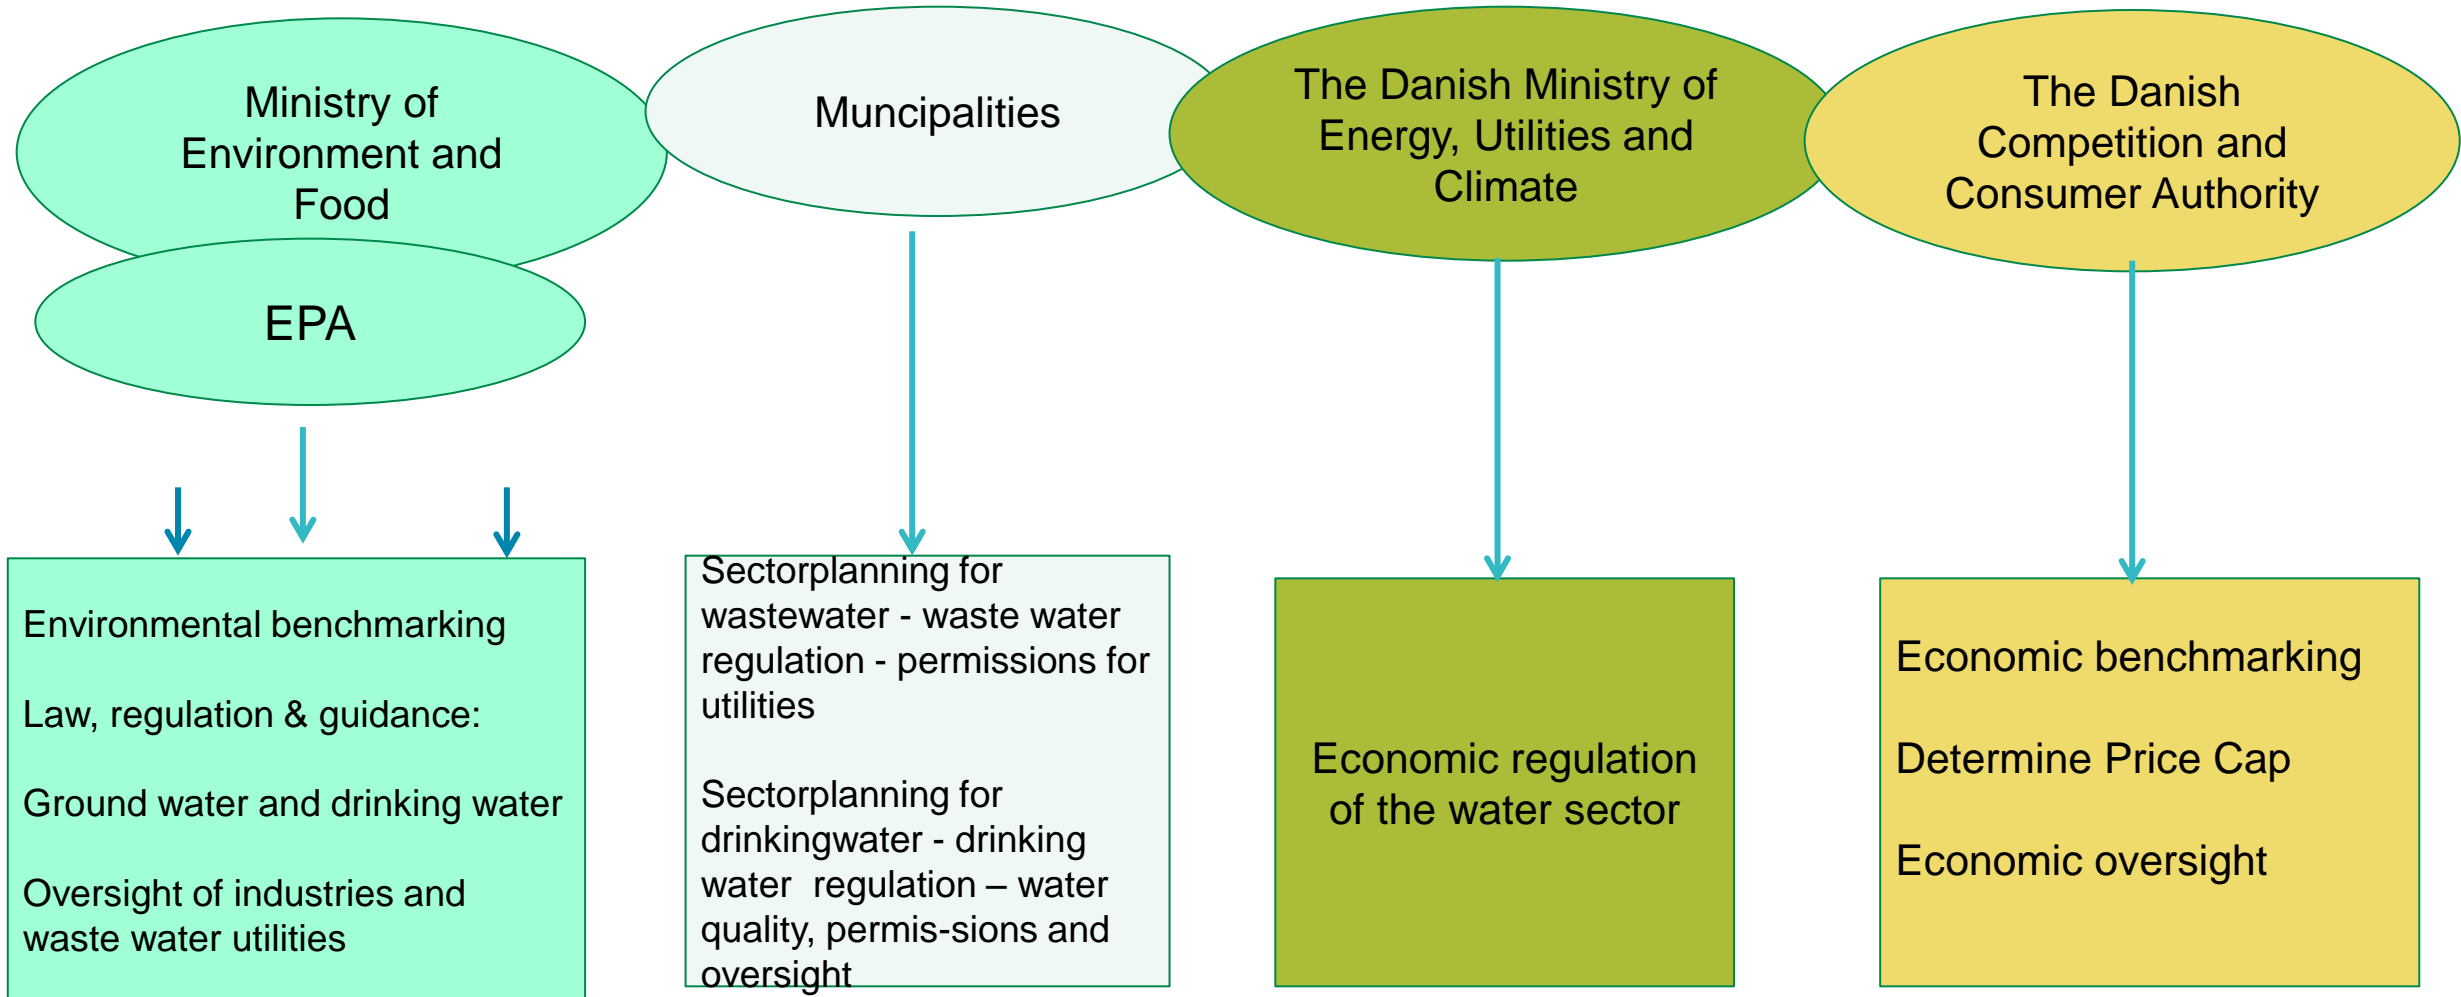 Ministry of
Environment and
Food
EPA
Muncipalities
The Danish Ministry of
Energy, Utilities and
Climate
The Danish
Competition and
Consumer Authority
Environmental benchmarking
Law, regulation & guidance:
Ground water and drinking water
Oversight of industries and
waste water utilities
Sectorplanning for
wastewater - waste water
regulation - permissions for
utilities
Sectorplanning for
drinkingwater - drinking
water regulation – water
quality, permis-sions and
oversight
Economic regulation
of the water sector
Economic benchmarking
Determine Price Cap
Economic oversight